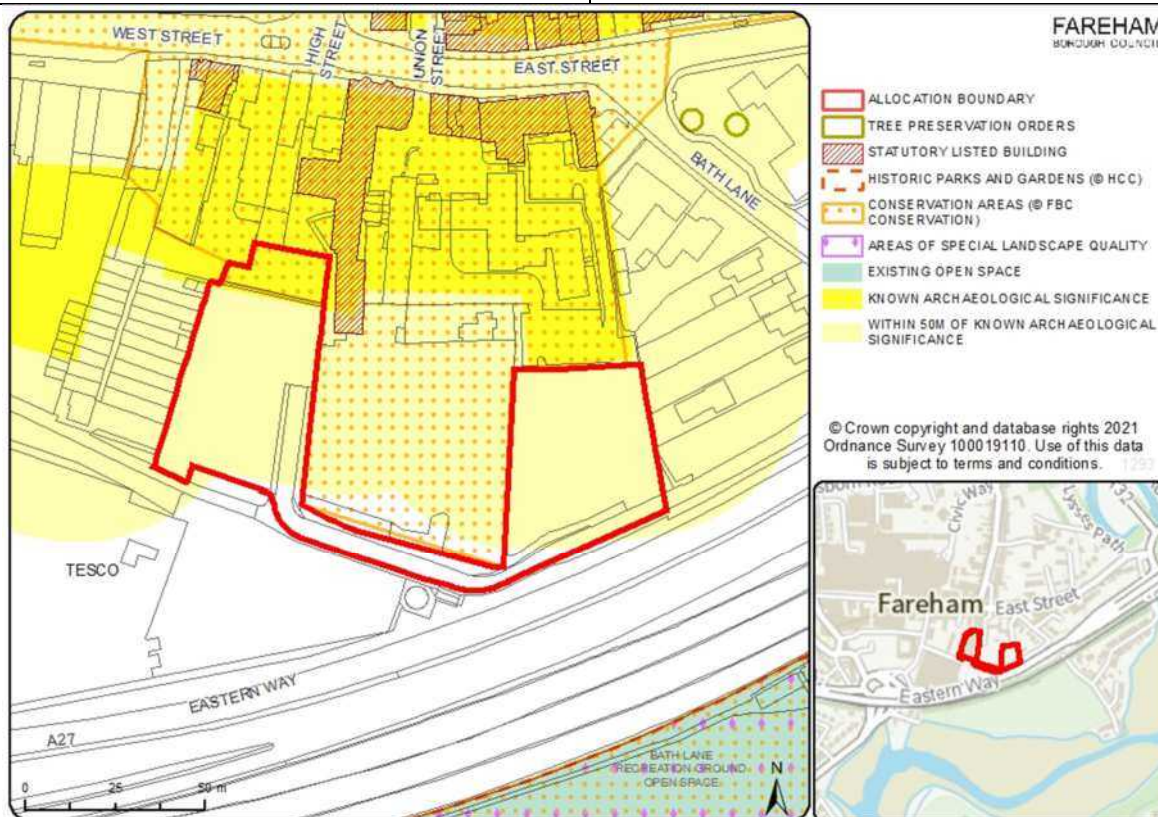 WEST STREET
HIGH
STREET
UNION
STREET
EAST STREET
BATH LANE
TESCO
EASTERN WAY
A27
BATH LANE
RECREATION GROUND
OPEN SPACE
0 25 50 m
N
FAREHAM
BOROUGH COUNCIL
ALLOCATION BOUNDARY
TREE PRESERVATION ORDERS
STATUTORY LISTED BUILDING
HISTORIC PARKS AND GARDENS (© HCC)
CONSERVATION AREAS (© FBC
CONSERVATION)
AREAS OF SPECIAL LANDSCAPE QUALITY
EXISTING OPEN SPACE
KNOWN ARCHAEOLOGICAL SIGNIFICANCE
WITHIN 50M OF KNOWN ARCHAEOLOGICAL
SIGNIFICANCE
© Crown copyright and database rights 2021
Ordnance Survey 100019110. Use of this data
is subject to terms and conditions. 1293
Civic Way
Lysses Path
132
Fareham
East Street
Eastern Way